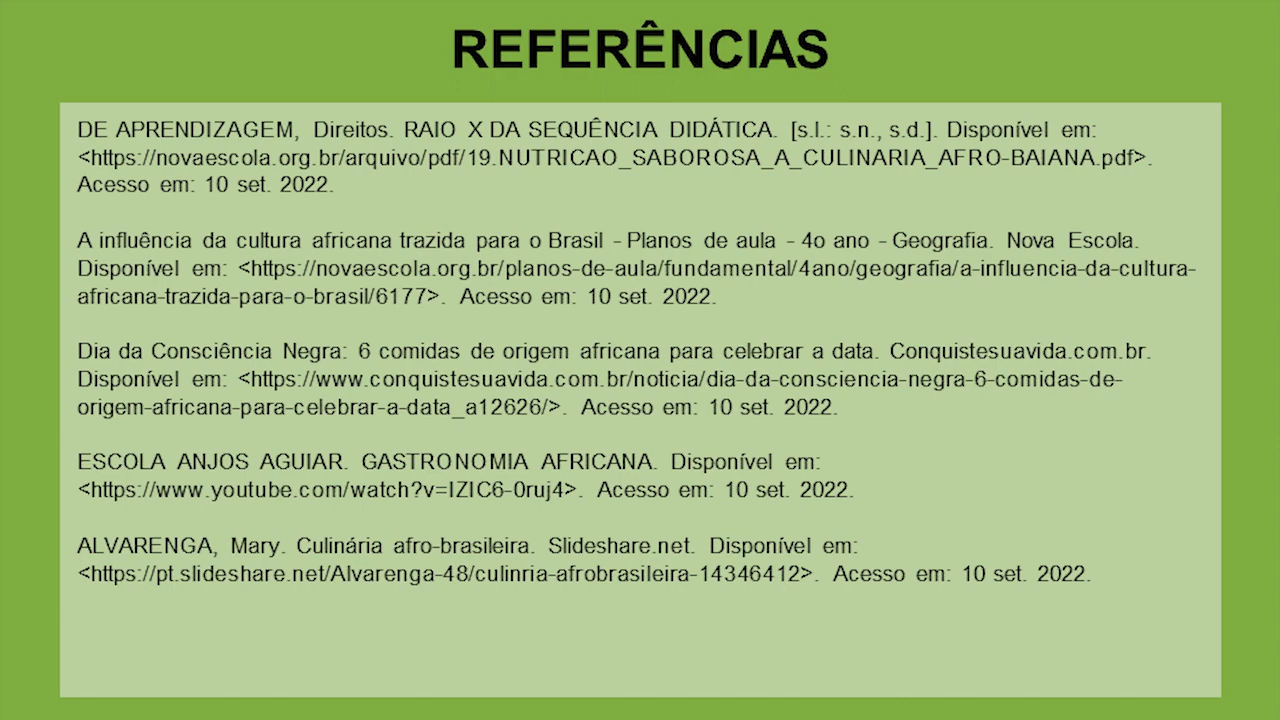 REFERÊNCIAS
DE APRENDIZAGEM, Direitos. RAIO X DA SEQUÊNCIA DIDÁTICA. [s.l.: s.n., s.d.]. Disponível em:
<https://novaescola.org.br/arquivo/pdf/19.NUTRICAO_SABOROSA_A_CULINARIA_AFRO-BAIANA.pdf>.
Acesso em: 10 set. 2022.
A influência da cultura africana trazida para o Brasil - Planos de aula - 4o ano - Geografia. Nova Escola.
Disponível em: <https://novaescola.org.br/planos-de-aula/fundamental/4ano/geografia/a-influencia-da-cultura-
africana-trazida-para-o-brasil/6177>. Acesso em: 10 set. 2022.
Dia da Consciência Negra: 6 comidas de origem africana para celebrar a data. Conquistesuavida.com.br.
Disponível em: <https://www.conquistesuavida.com.br/noticia/dia-da-consciencia-negra-6-comidas-de-
origem-africana-para-celebrar-a-data_a12626/>. Acesso em: 10 set. 2022.
ESCOLA ANJOS AGUIAR. GASTRONOMIA AFRICANA. Disponível em:
<https://www.youtube.com/watch?v=IZIC6-0ruj4>. Acesso em: 10 set. 2022.
ALVARENGA, Mary. Culinária afro-brasileira. Slideshare.net. Disponível em:
<https://pt.slideshare.net/Alvarenga-48/culinria-afrobrasileira-14346412>. Acesso em: 10 set. 2022.